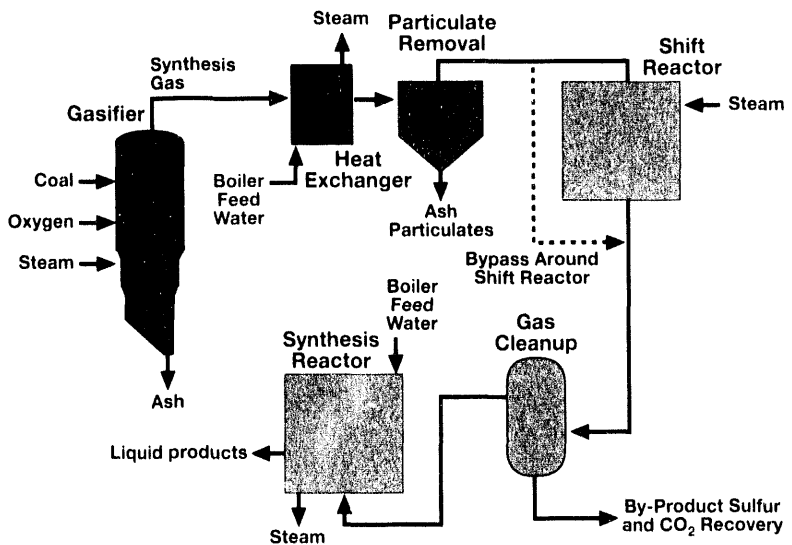 Steam
Particulate
Removal
Synthesis
Gas
Shift
Reactor
Gasifier
Steam
Coal
Heat
Exchanger
Boiler
Feed
Water
Oxygen
Ash
Particulates
Steam
Bypass Around
Shift Reactor
Boiler
Feed
Water
Gas
Cleanup
Synthesis
Reactor
Ash
Liquid products
Steam
By-Product Sulfur
and CO₂ Recovery